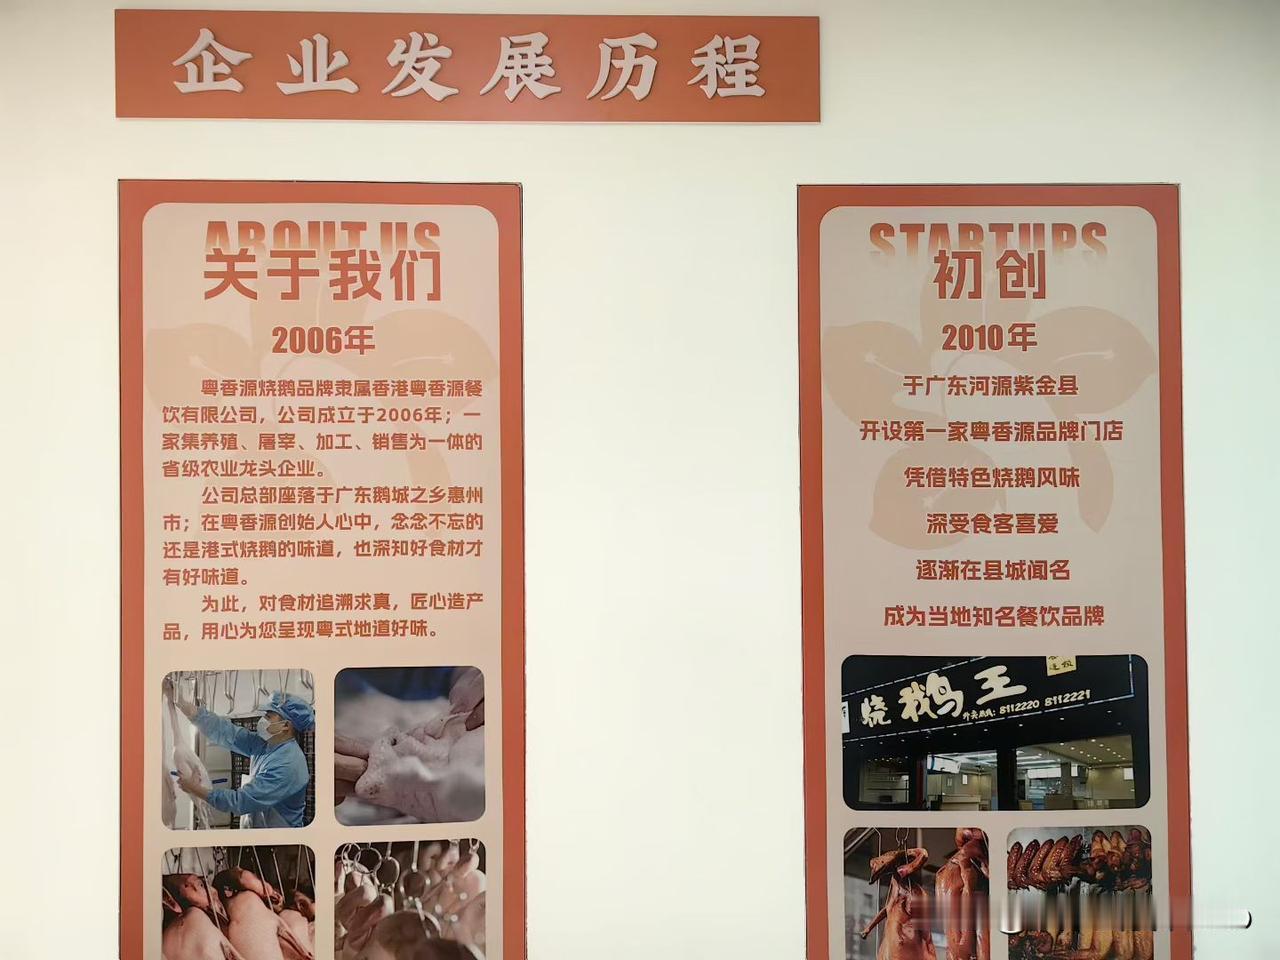 企业发展历程
ABOUT US
关于我们
2006年
粤香源烧鹅品牌隶属香港粤香源餐
饮有限公司，公司成立于2006年；一
家集养殖、屠宰、加工、销售为一体的
省级农业龙头企业。
公司总部座落于广东鹅城之乡惠州
市；在粤香源创始人心中，念念不忘的
还是港式烧鹅的味道，也深知好食材才
有好味道。
为此，对食材追溯求真，匠心造产
品，用心为您呈现粤式地道好味。
STARTUPS
初创
2010年
于广东河源紫金县
开设第一家粤香源品牌门店
凭借特色烧鹅风味
深受食客喜爱
逐渐在县城闻名
成为当地知名餐饮品牌
烧鹅王
外卖热线：8112220 8112221